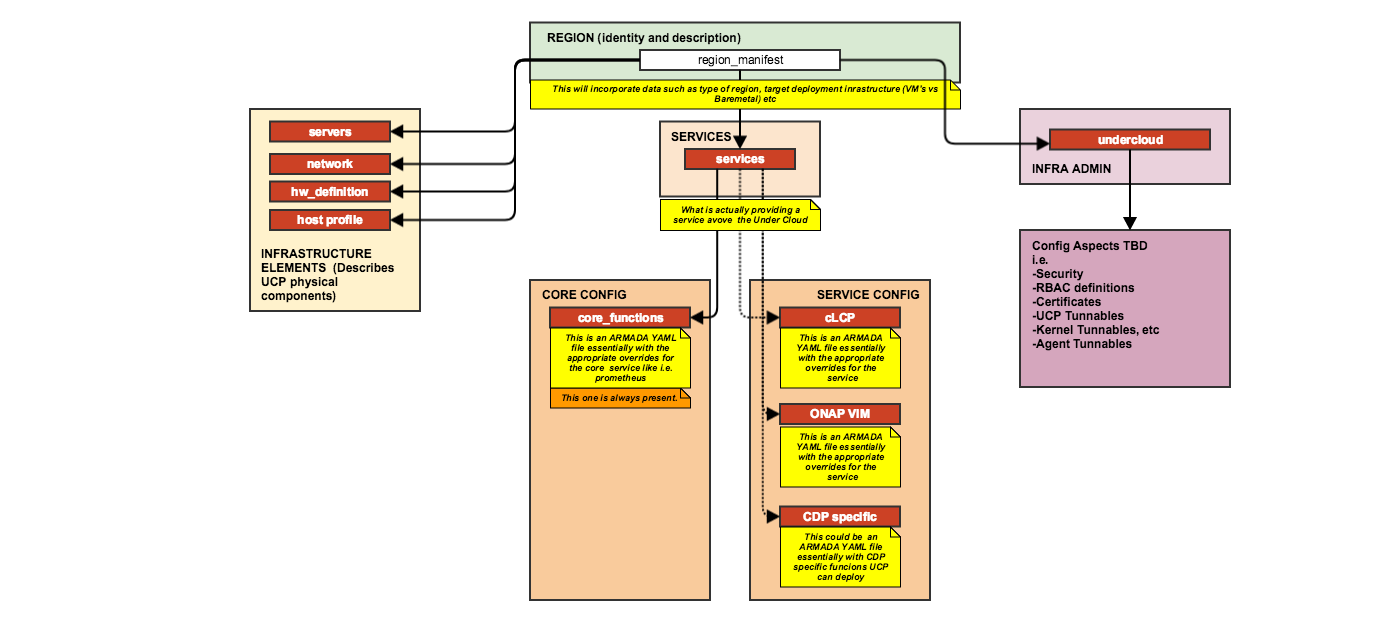 REGION (identity and description)
region_manifest
This will incorporate data such as type of region, target deployment inrastructure (VM's vs
Baremetal) etc
servers
network
hw_definition
host profile
INFRASTRUCTURE
ELEMENTS (Describes
UCP physical
components)
SERVICES
services
What is actually providing a
service avove the Under Cloud
undercloud
INFRA ADMIN
Config Aspects TBD
i.e.
-Security
-RBAC definitions
-Certificates
-UCP Tunnables
-Kernel Tunnables, etc
-Agent Tunnables
CORE CONFIG
core_functions
This is an ARMADA YAML
file essentially with the
appropriate overrides for
the core service like i.e.
prometheus
This one is always present.
SERVICE CONFIG
cLCP
This is an ARMADA
YAML file essentially
with the appropriate
overrides for the
service
ONAP VIM
This is an ARMADA
YAML file essentially
with the appropriate
overrides for the
service
CDP specific
This could be an
ARMADA YAML file
essentially with CDP
specific funcions UCP
can deploy